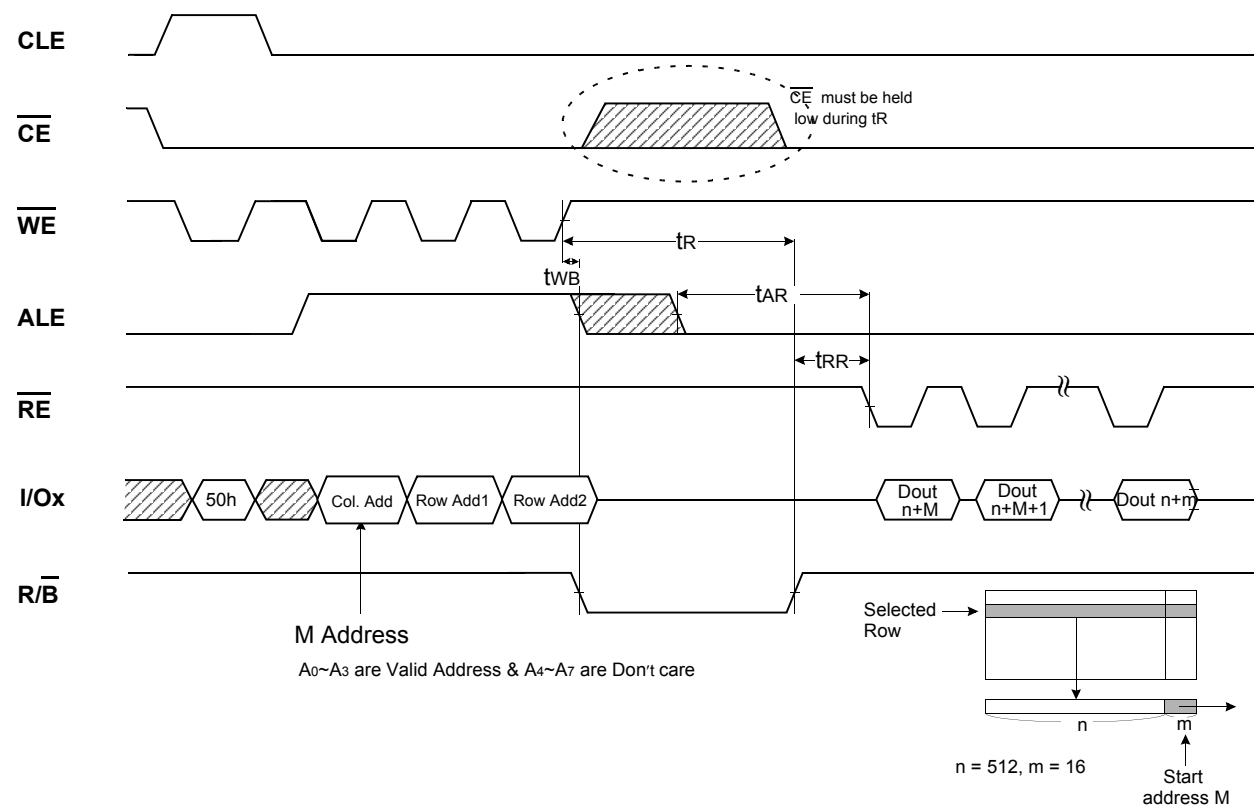 CLE
CE
CE must be held
low during tR
WE
tR
tWB
ALE
tAR
tRR
RE
I/Ox
50h
Col. Add
Row Add1
Row Add2
Dout
n+M
Dout
n+M+1
Dout n+m
R/B
M Address
A0~A3 are Valid Address & A4~A7 are Don't care
Selected
Row
n
m
n = 512, m = 16
Start
address M